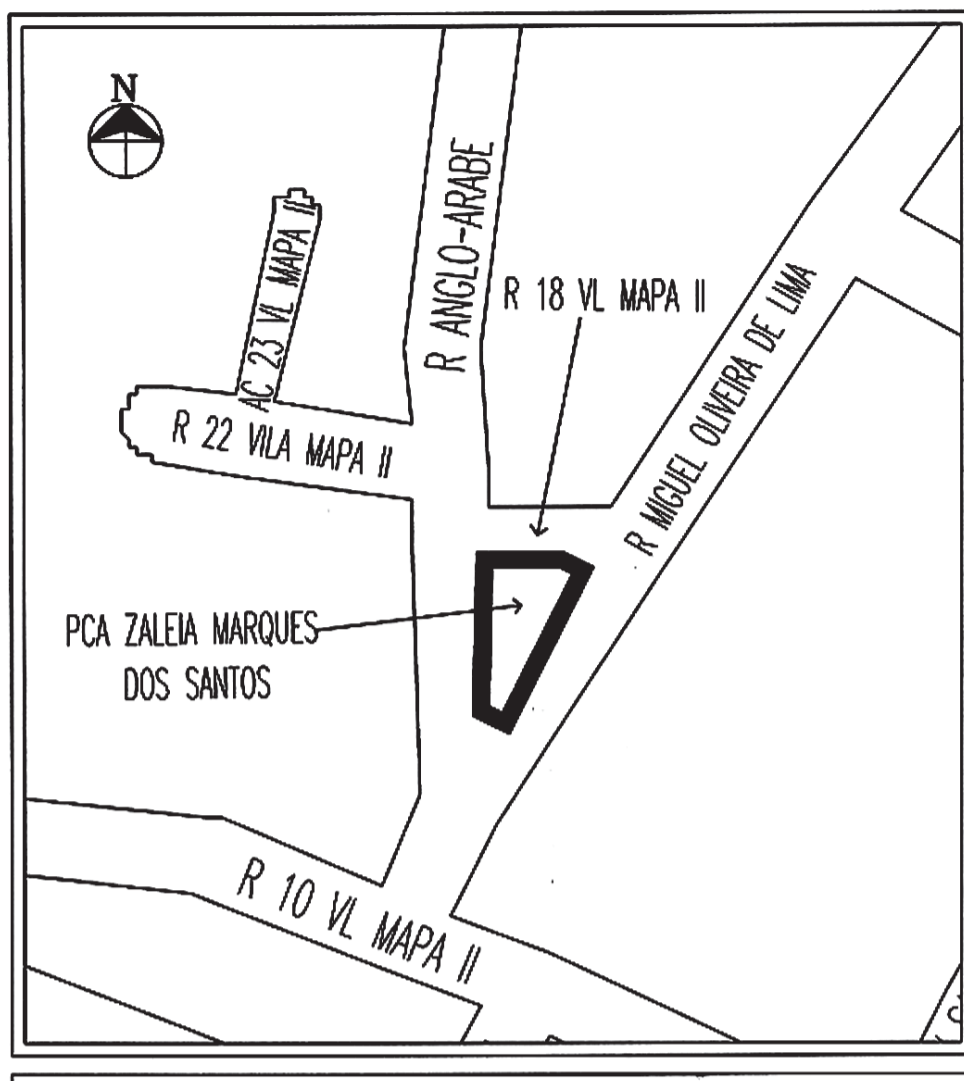 N
R ANGLO-ARABE
AC 23 VL MAPA II
R 18 VL MAPA II
R 22 VILA MAPA II
R MIGUEL OLIVEIRA DE LIMA
PCA ZALEIA MARQUES
DOS SANTOS
R 10 VL MAPA II